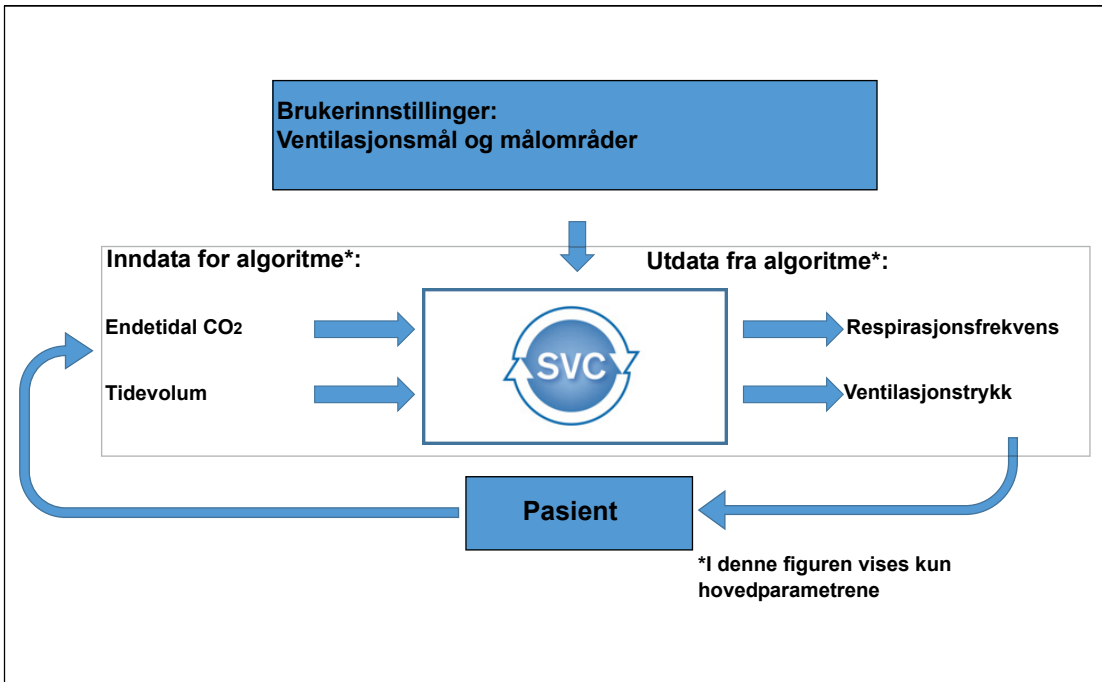 Brukerinnstillinger:
Ventilasjonsmål og målområder
Inndata for algoritme*:
Utdata fra algoritme*:
Endetidal CO2
SVC
Respirasjonsfrekvens
Tidevolum
Ventilasjonstrykk
Pasient
*I denne figuren vises kun
hovedparametrene